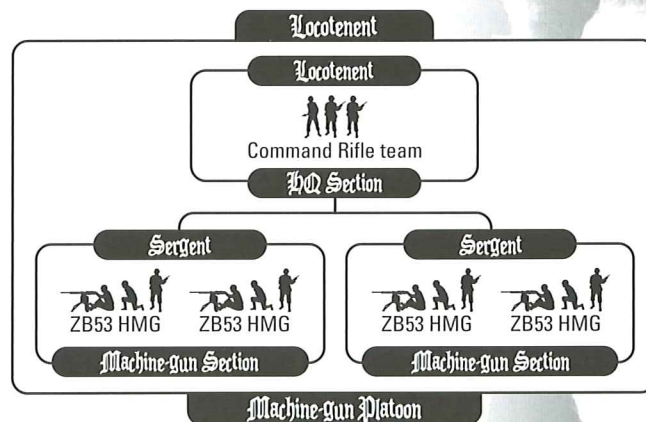 Locotenent
Locotenent
Command Rifle team
HQ Section
Sergent
ZB53 HMG ZB53 HMG
Machine-gun Section
Sergent
ZB53 HMG ZB53 HMG
Machine-gun Section
Machine-gun Platoon